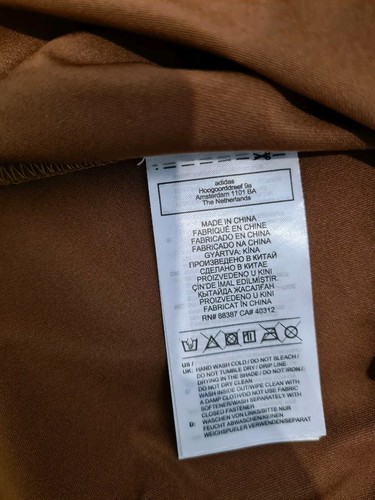 adidas
Hoogoorddreef 9a
Amsterdam 1101 BA
The Netherlands
MADE IN CHINA
FABRIQUÉ EN CHINE
FABRICADO EN CHINA
FABRICADO NA CHINA
GYÁRTVA: KÍNA
ПРОИЗВЕДЕНО В КИТАЙ
СДЕЛАНО В КИТАЕ
PROIZVEDENO U KINI
ÇİN'DE İMAL EDİLMİŞTİR.
ҚЫТАЙДА ЖАСАЛҒАН
PROIZVEDENO U KINI
FABRICAT ÎN CHINA
RN# 88387 CA# 40312
US /
UK: HAND WASH COLD / DO NOT BLEACH /
DO NOT TUMBLE DRY / DRIP LINE
DRYING IN THE SHADE / DO NOT IRON /
DO NOT DRY CLEAN
WASH INSIDE OUT/WIPE CLEAN WITH
A DAMP CLOTH/DO NOT USE FABRIC
SOFTENER/WASH SEPARATELY WITH
CLOSED FASTENER
D: WASCHEN VON LINKS/BITTE NUR
FEUCHT ABWASCHEN/KEINEN
WEICHSPUELER VERWENDEN/SEPARAT